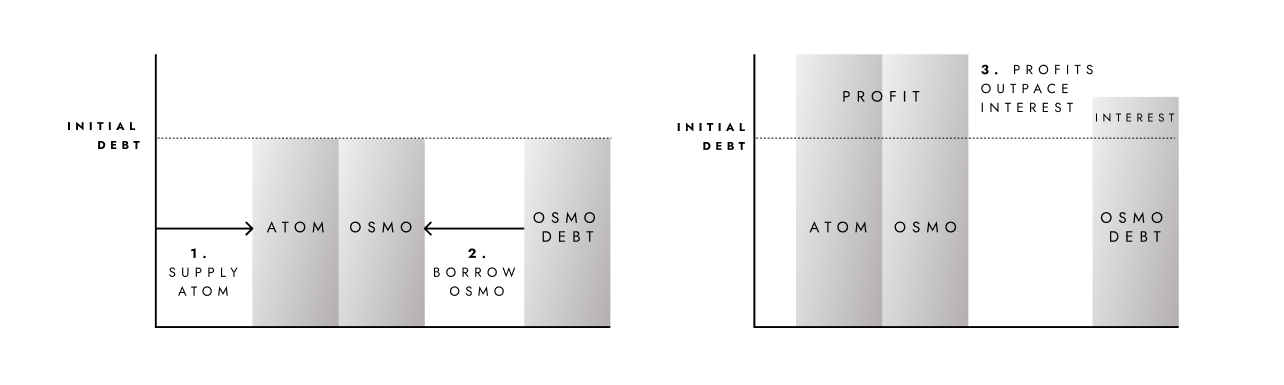 INITIAL
DEBT
ATOM
OSMO
OSMO
DEBT
1.
SUPPLY
ATOM
2.
BORROW
OSMO
3. PROFITS
OUTPACE
INTEREST
PROFIT
INTEREST
INITIAL
DEBT
ATOM
OSMO
OSMO
DEBT